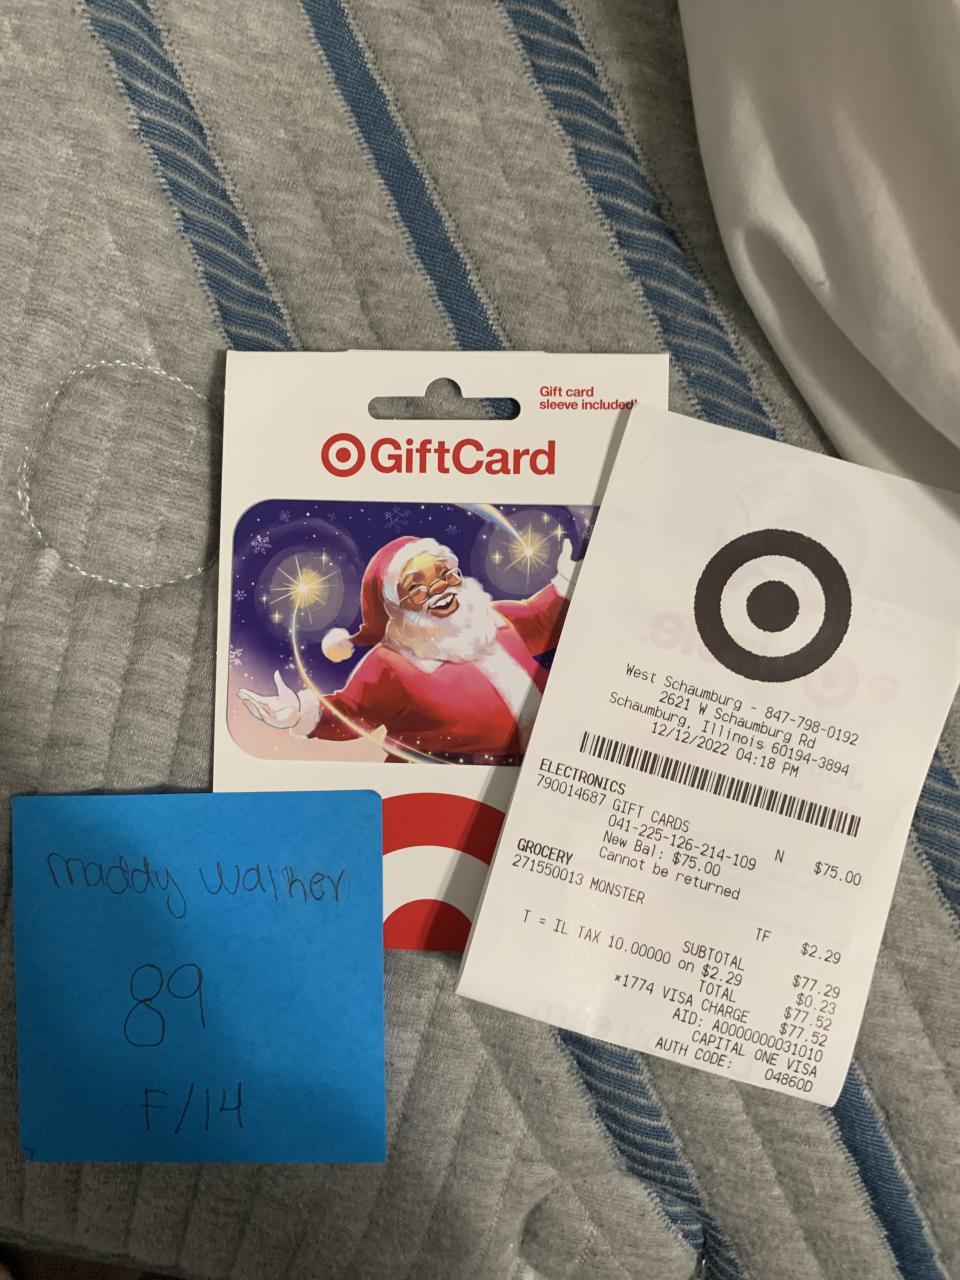 Gift card
sleeve included!
GiftCard
West Schaumburg - 847-798-0192
2621 W Schaumburg Rd
Schaumburg, Illinois 60194-3894
12/12/2022 04:18 PM
ELECTRONICS
790014687 GIFT CARDS N $75.00
041-225-126-214-109
New Bal: $75.00
Cannot be returned
GROCERY
271550013 MONSTER TF $2.29
SUBTOTAL $77.29
T = IL TAX 10.00000 on $2.29 $0.23
TOTAL $77.52
*1774 VISA CHARGE $77.52
AID: A0000000031010
CAPITAL ONE VISA
AUTH CODE: 04860D
maddy walker
89
F/14